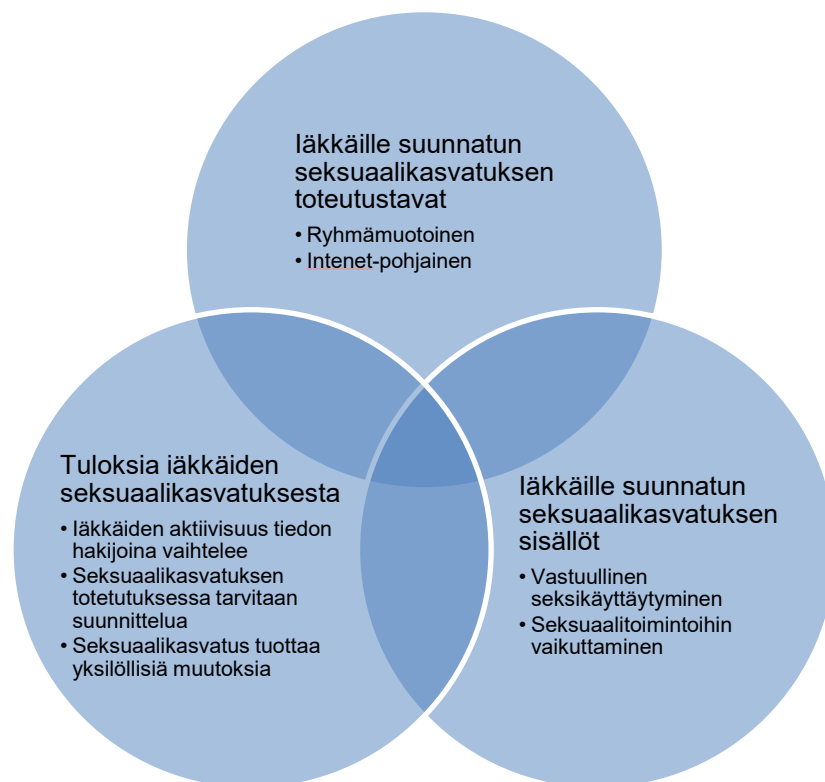 Iäkkäille suunnatun
seksuaalikasvatuksen
toteutustavat
• Ryhmämuotoinen
• Intenet-pohjainen
Tuloksia iäkkäiden
seksuaalikasvatuksesta
• Iäkkäiden aktiivisuus tiedon
hakijoina vaihtelee
• Seksuaalikasvatuksen
totetutuksessa tarvitaan
suunnittelua
• Seksuaalikasvatus tuottaa
yksilöllisiä muutoksia
Iäkkäille suunnatun
seksuaalikasvatuksen
sisällöt
• Vastuullinen
seksikäyttäytyminen
• Seksuaalitoimintoihin
vaikuttaminen